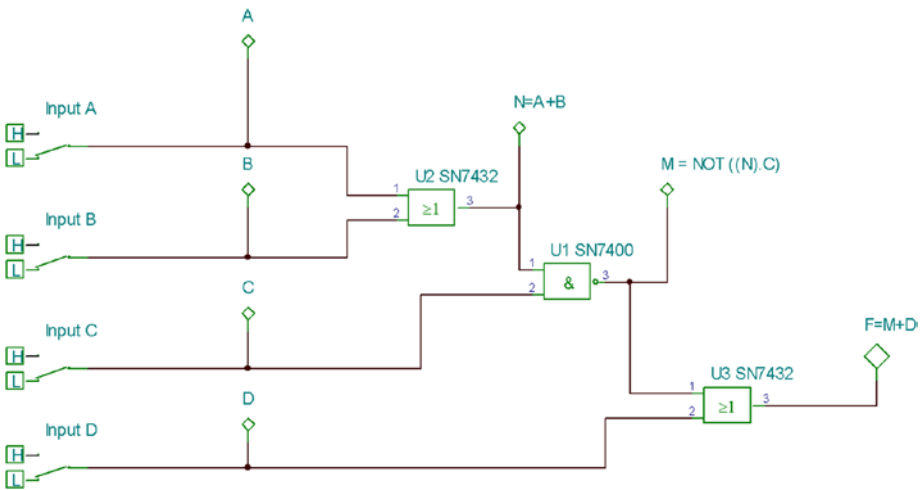 A
Input A
H
L
N=A+B
B
U2 SN7432
1
2
≥1
3
M = NOT ((N).C)
Input B
H
L
U1 SN7400
1
2
&
3
C
Input C
H
L
F=M+D
U3 SN7432
1
2
≥1
3
D
Input D
H
L